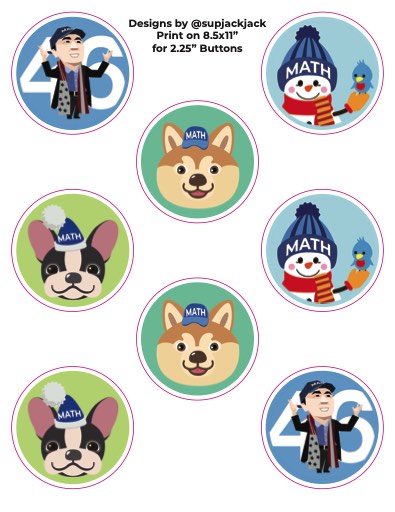 Designs by @supjackjack
Print on 8.5x11”
for 2.25” Buttons
46
MATH
MATH
MATH
MATH
MATH
MATH
46